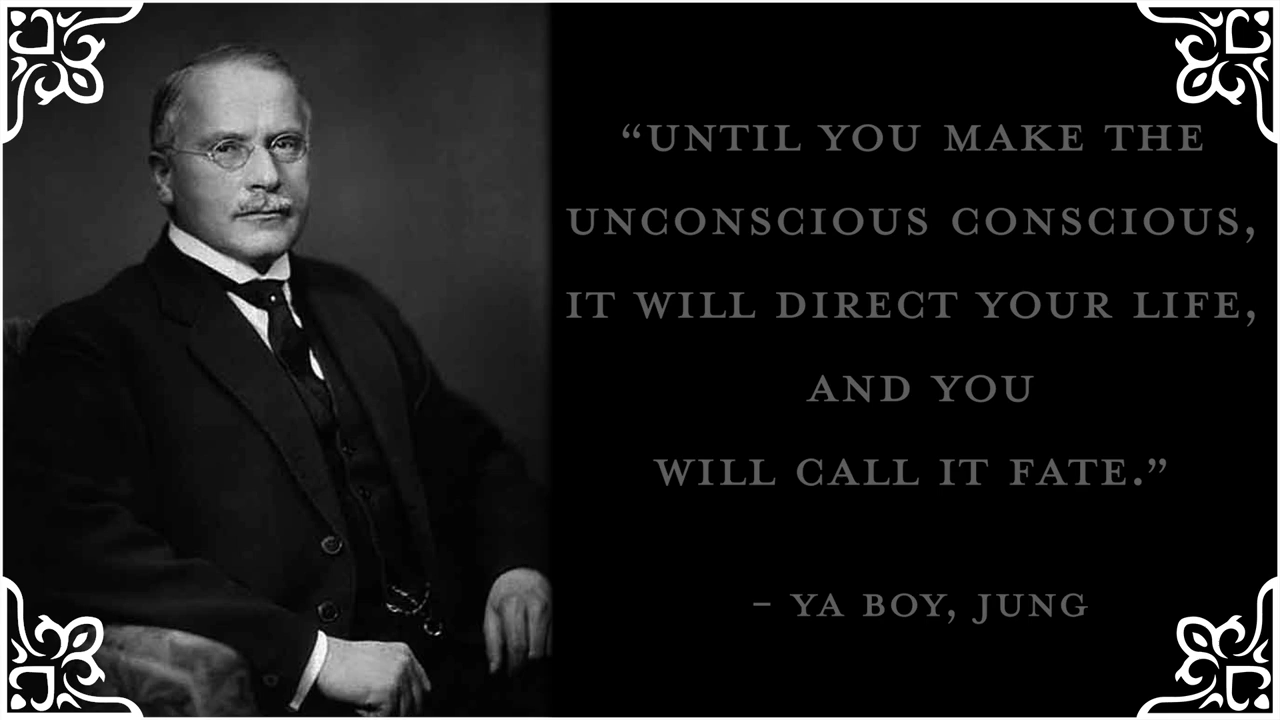 “UNTIL YOU MAKE THE
UNCONSCIOUS CONSCIOUS,
IT WILL DIRECT YOUR LIFE,
AND YOU
WILL CALL IT FATE.”
– YA BOY, JUNG